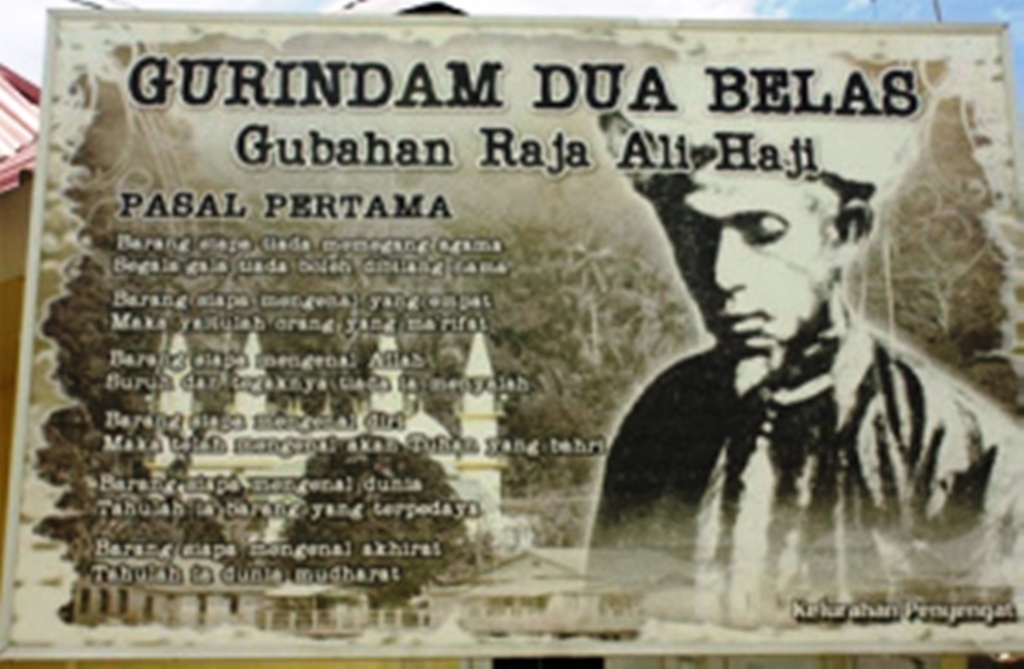 GURINDAM DUA BELAS
Gubahan Raja Ali Haji
PASAL PERTAMA
Barang siapa tiada memegang agama
Segala gala tiada boleh dibilang nama
Barang siapa mengenal yang empat
Maka yaitulah orang yang ma'rifat
Barang siapa mengenal Allah
Suruh dan tegaknya tiada ia menyalah
Barang siapa mengenal diri
Maka telah mengenal akan Tuhan yang bahri
Barang siapa mengenal dunia
Tahulah ia barang yang terpedaya
Barang siapa mengenal akhirat
Tahulah ia dunia mudharat
Kelurahan Penyengat